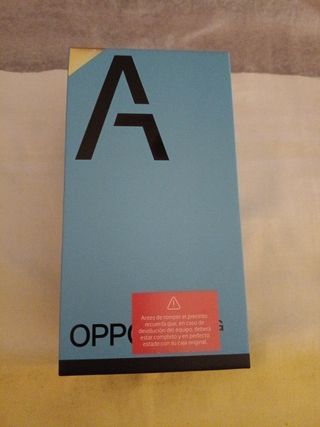 A
Antes de romper el precinto
recuerda que, en caso de
devolución del equipo, deberá
estar completo y en perfecto
estado con su caja original.
OPPO